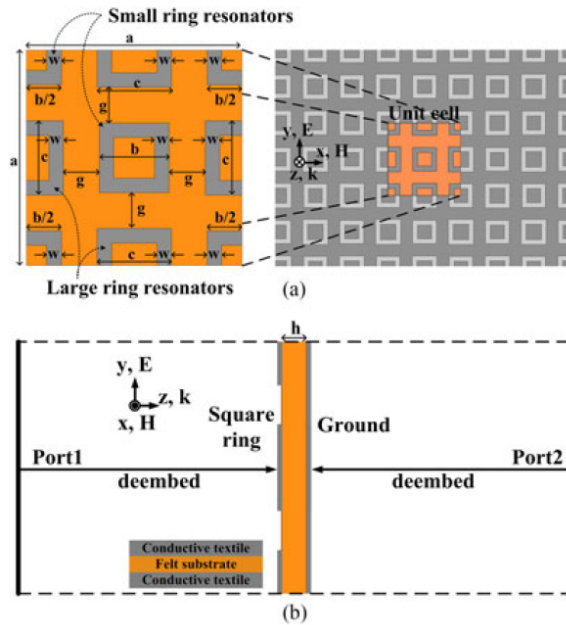 Small ring resonators
a
w w w
b/2 c b/2
g
Unit cell
y, E
x, H
z, k
w b w
a c c
g g
g
b/2 b/2
w c w w
Large ring resonators
(a)
h
y, E
z, k
x, H
Square
ring
Ground
Port1
Port2
deembed
deembed
Conductive textile
Felt substrate
Conductive textile
(b)